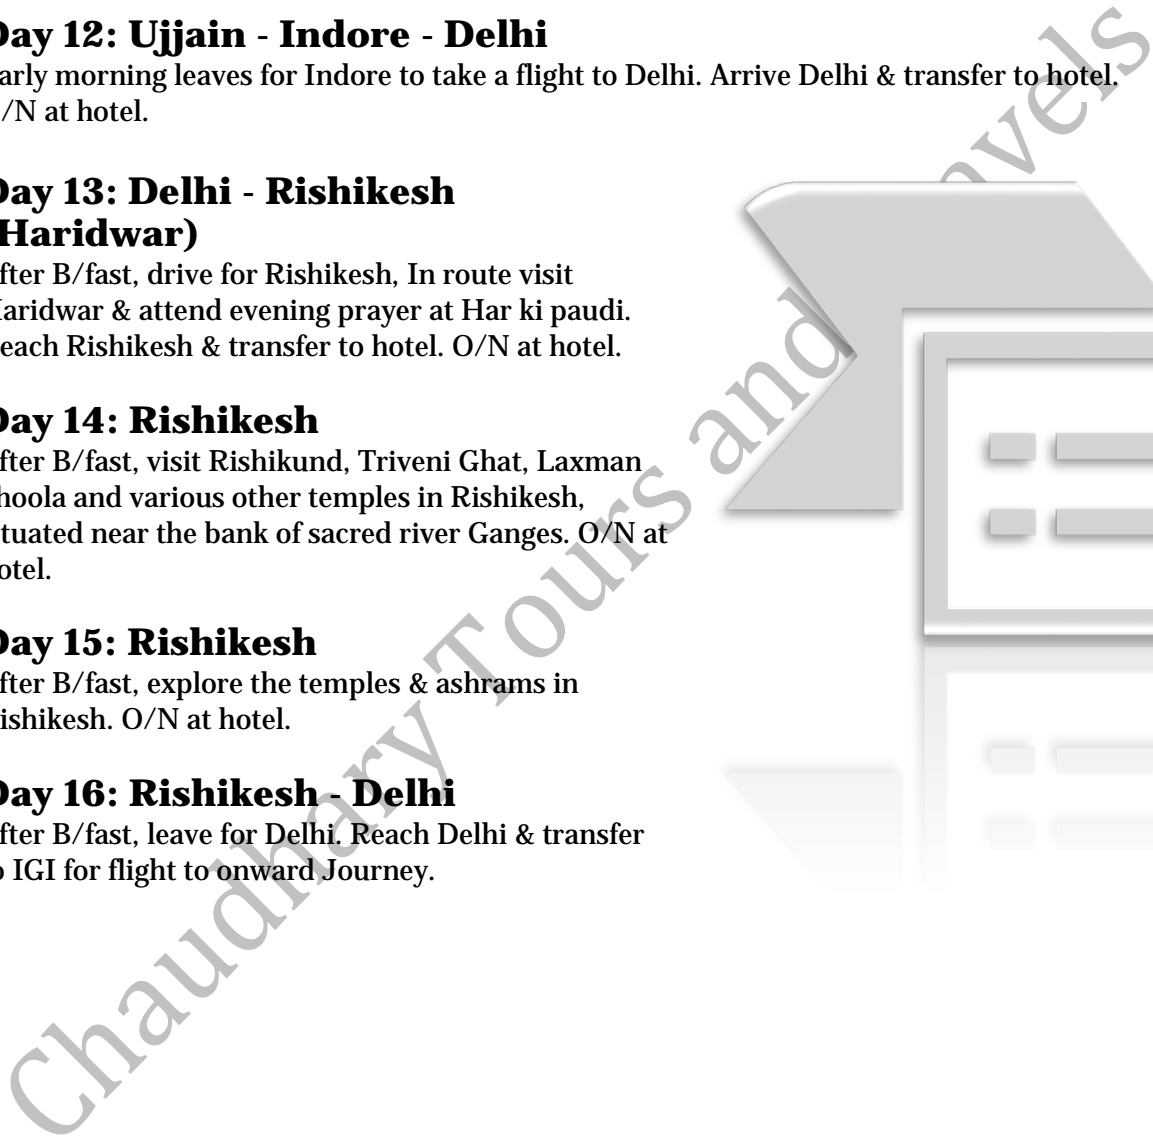 Day 12: Ujjain - Indore - Delhi
arly morning leaves for Indore to take a flight to Delhi. Arrive Delhi & transfer to hotel.
/N at hotel.
Day 13: Delhi - Rishikesh
(Haridwar)
fter B/fast, drive for Rishikesh, In route visit
Haridwar & attend evening prayer at Har ki paudi.
each Rishikesh & transfer to hotel. O/N at hotel.
Day 14: Rishikesh
fter B/fast, visit Rishikund, Triveni Ghat, Laxman
hoola and various other temples in Rishikesh,
ituated near the bank of sacred river Ganges. O/N at
otel.
Day 15: Rishikesh
fter B/fast, explore the temples & ashrams in
ishikesh. O/N at hotel.
Day 16: Rishikesh - Delhi
fter B/fast, leave for Delhi. Reach Delhi & transfer
o IGI for flight to onward Journey.
Chaudhary Tours and avels